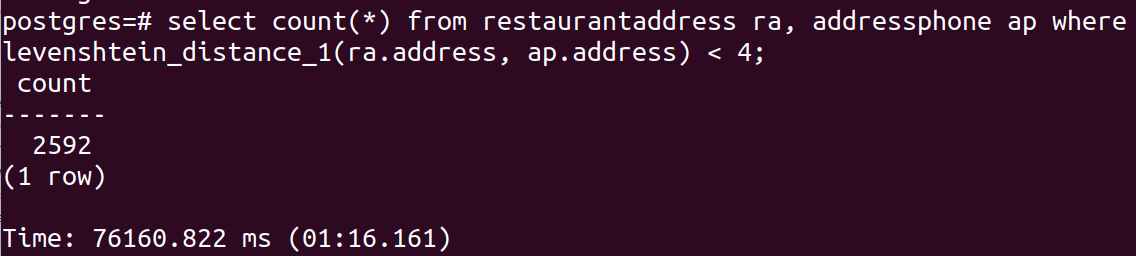 postgres=# select count(*) from restaurantaddress ra, addressphone ap where
levenshtein_distance_1(ra.address, ap.address) < 4;
count
-------
2592
(1 row)
Time: 76160.822 ms (01:16.161)